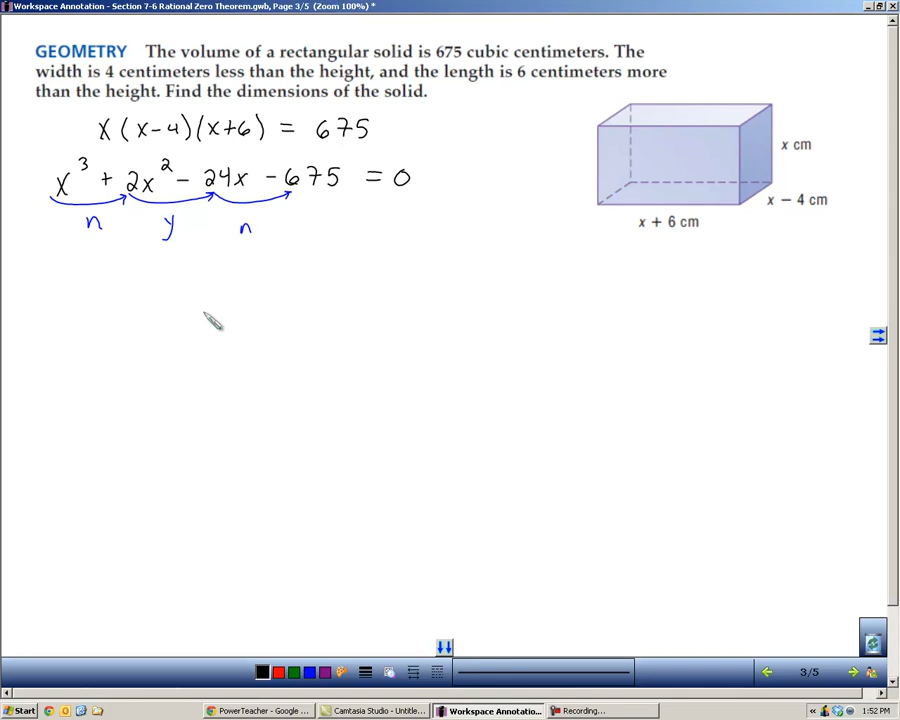 Workspace Annotation - Section 7-6 Rational Zero Theorem.gwb, Page 3/5 (Zoom 100%) *
GEOMETRY The volume of a rectangular solid is 675 cubic centimeters. The
width is 4 centimeters less than the height, and the length is 6 centimeters more
than the height. Find the dimensions of the solid.
x(x-4)(x+6) = 675
x³ + 2x² - 24x - 675 = 0
n y n
x cm
x − 4 cm
x + 6 cm
3/5
Start
PowerTeacher - Google ...
Camtasia Studio - Untitle...
Workspace Annotatio...
Recording...
1:52 PM